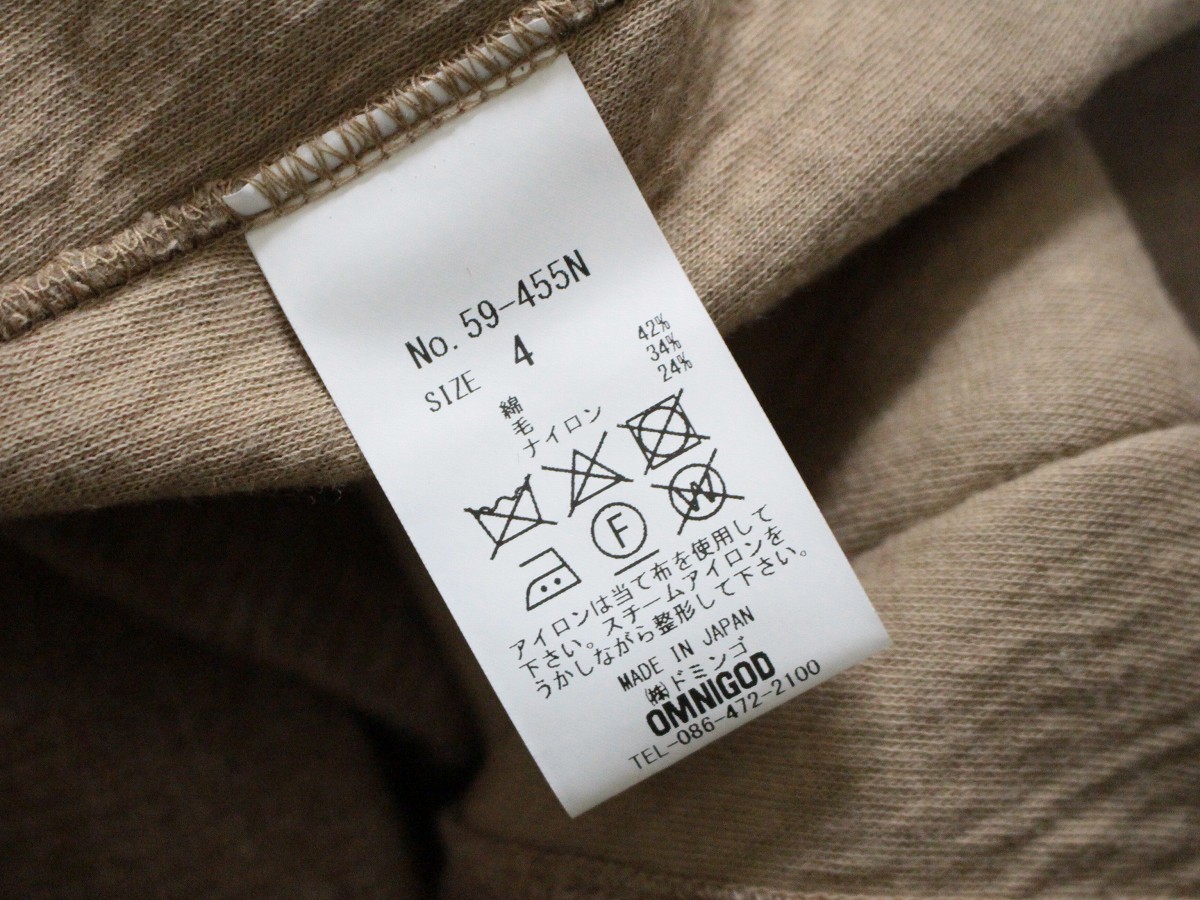 No. 59-455N
SIZE 4
綿 42%
毛 34%
ナイロン 24%
F
W
アイロンは当て布を使用して
下さい。スチームアイロンを
うかしながら整形して下さい。
MADE IN JAPAN
㈱ドミンゴ
OMNIGOD
TEL-086-472-2100